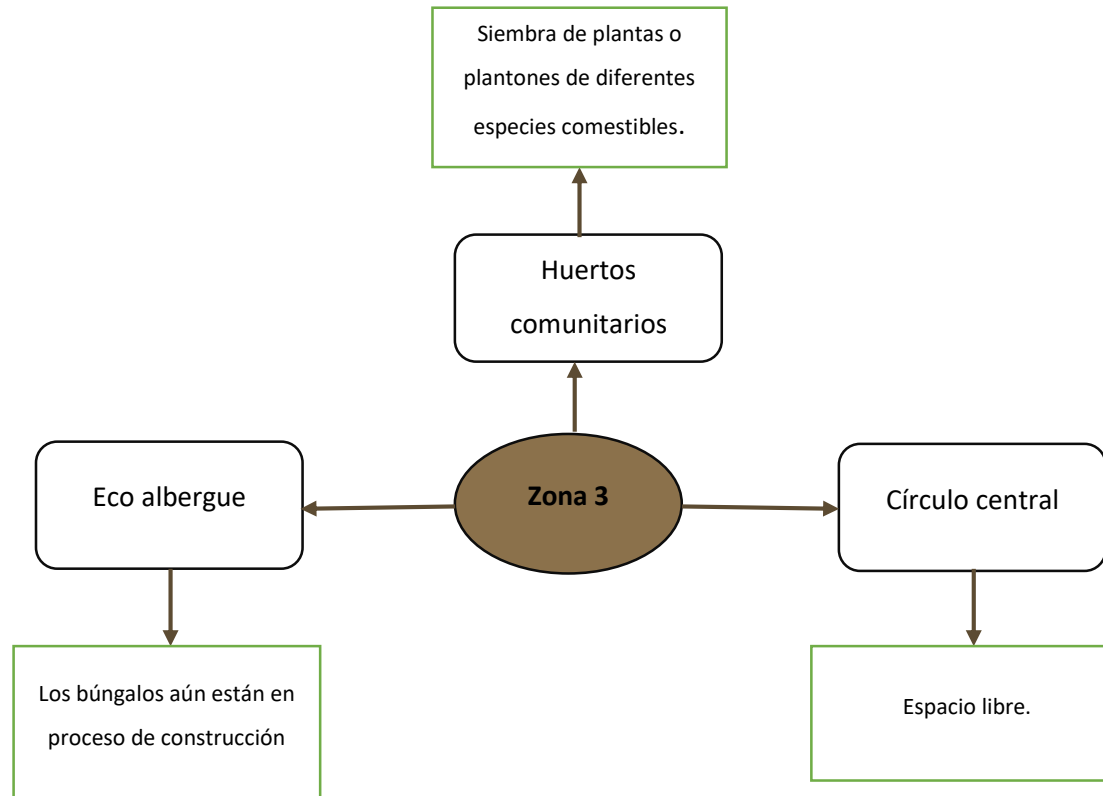 Siembra de plantas o
plantones de diferentes
especies comestibles.
Huertos
comunitarios
Eco albergue
Zona 3
Círculo central
Los búngalos aún están en
proceso de construcción
Espacio libre.